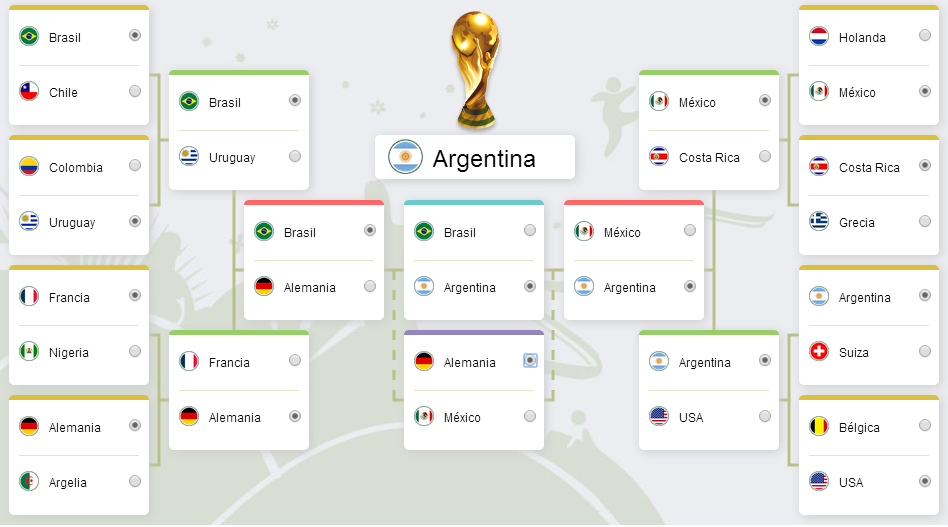 Brasil
Chile
Colombia
Uruguay
Francia
Nigeria
Alemania
Argelia
Brasil
Uruguay
Francia
Alemania
Brasil
Alemania
Argentina
Brasil
Argentina
Alemania
México
México
Argentina
México
Costa Rica
Argentina
USA
Holanda
México
Costa Rica
Grecia
Argentina
Suiza
Bélgica
USA